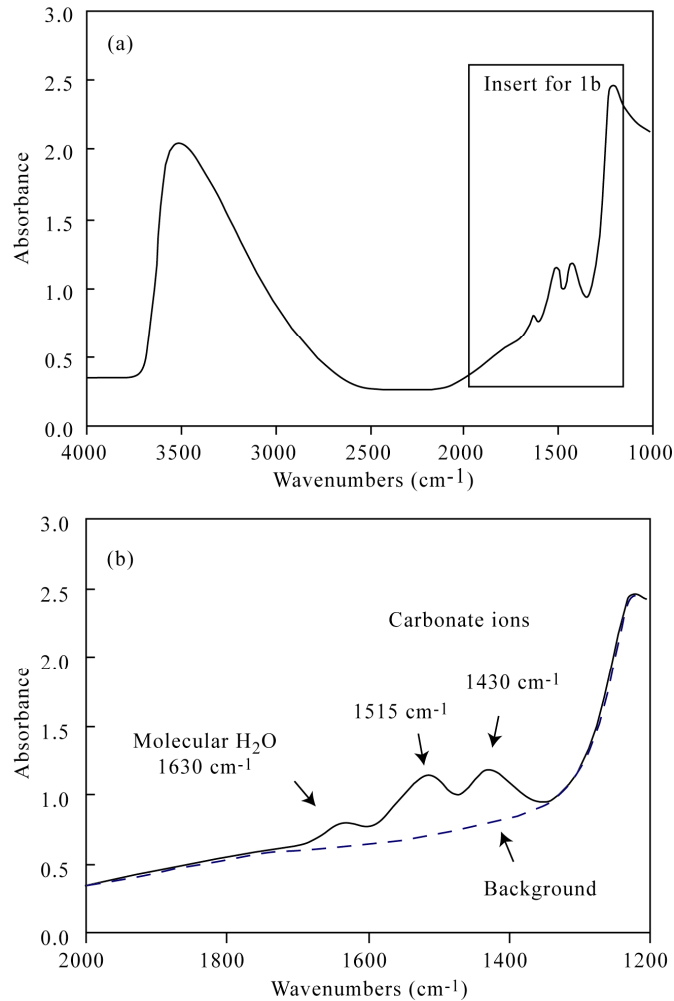 3.0
(a)
Insert for 1b
2.5
2.0
Absorbance
1.5
1.0
0.5
0.0
4000 3500 3000 2500 2000 1500 1000
Wavenumbers (cm-1)
3.0
(b)
2.5
Carbonate ions
2.0
Absorbance
1430 cm-1
1515 cm-1
1.5
Molecular H2O
1630 cm-1
1.0
0.5
Background
0.0
2000 1800 1600 1400 1200
Wavenumbers (cm-1)